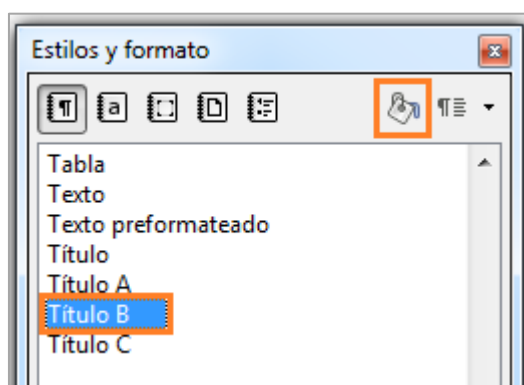 Estilos y formato
Tabla
Texto
Texto preformateado
Título
Título A
Título B
Título C